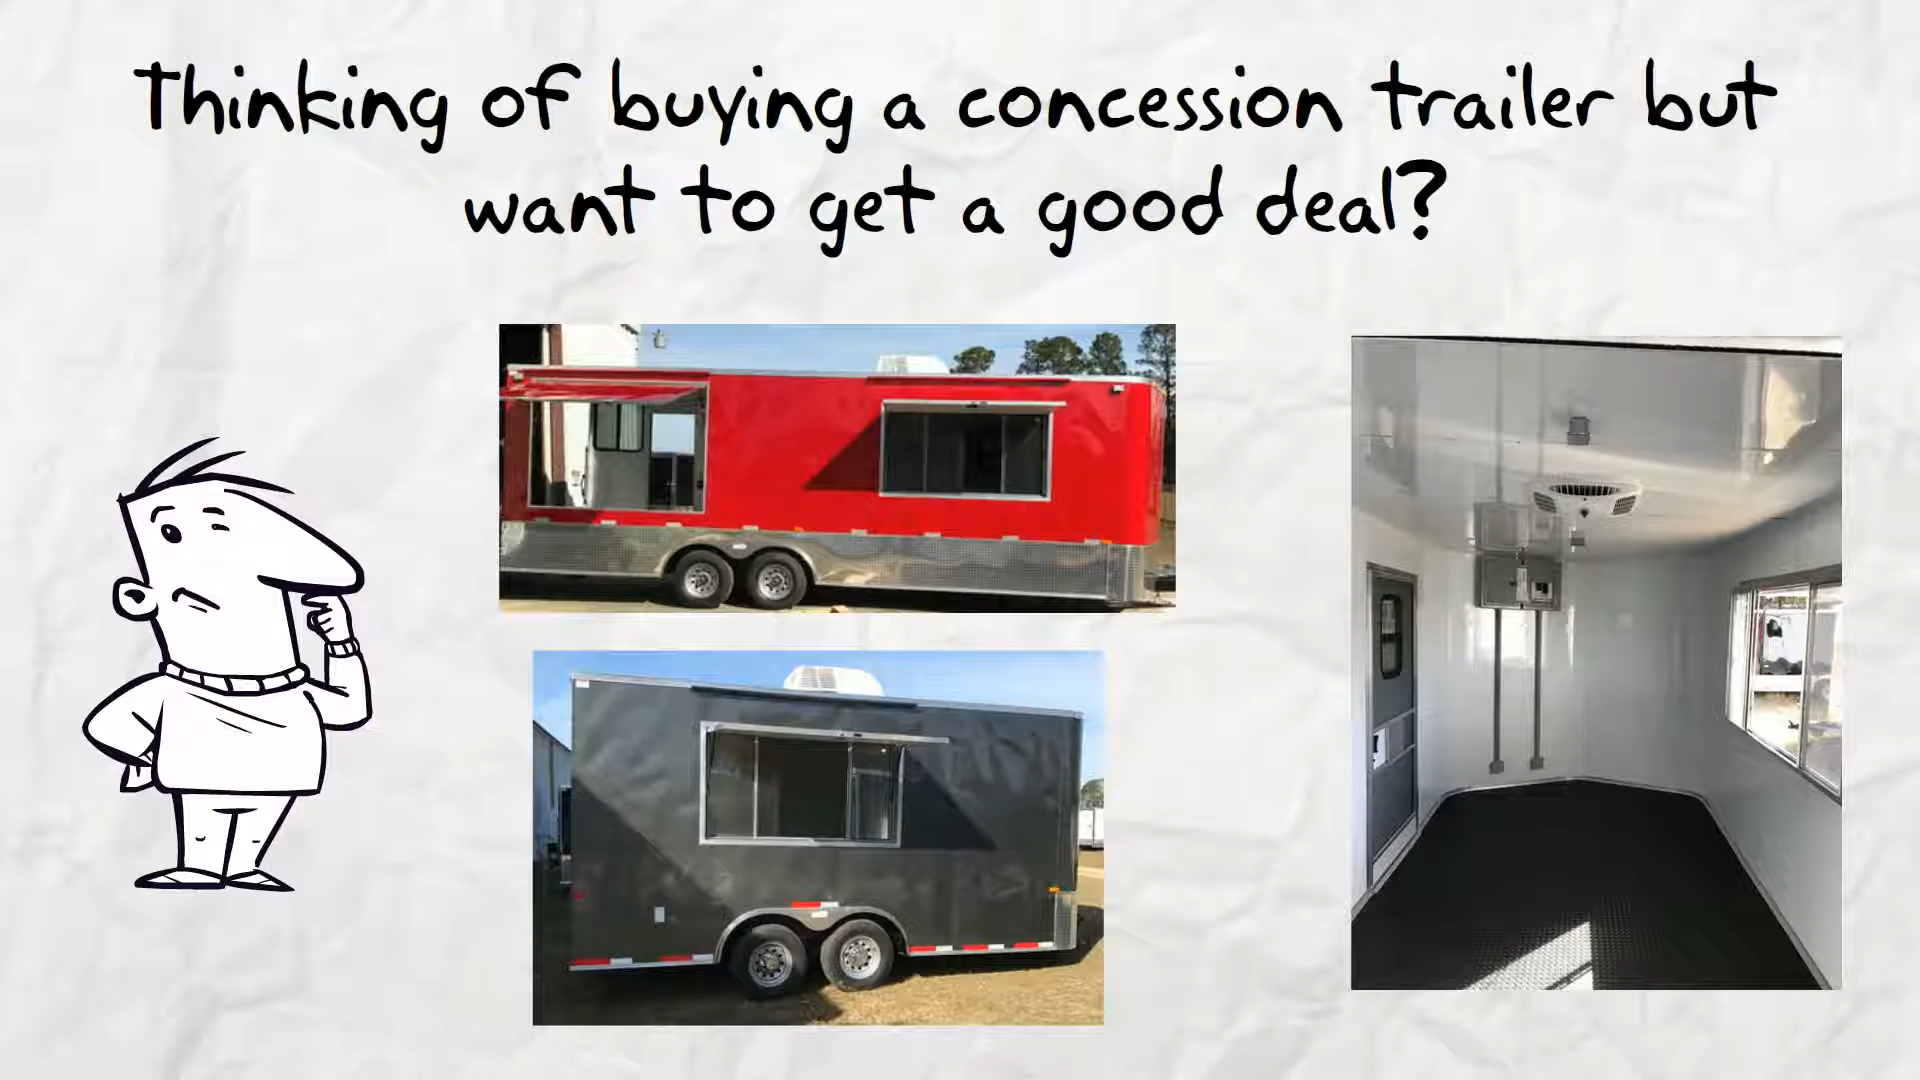 Thinking of buying a concession trailer but
want to get a good deal?